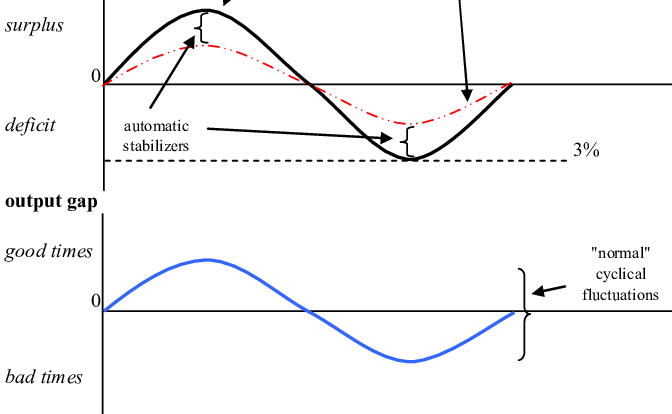 surplus
0
deficit
automatic
stabilizers
3%
output gap
good times
"normal"
cyclical
fluctuations
0
bad times